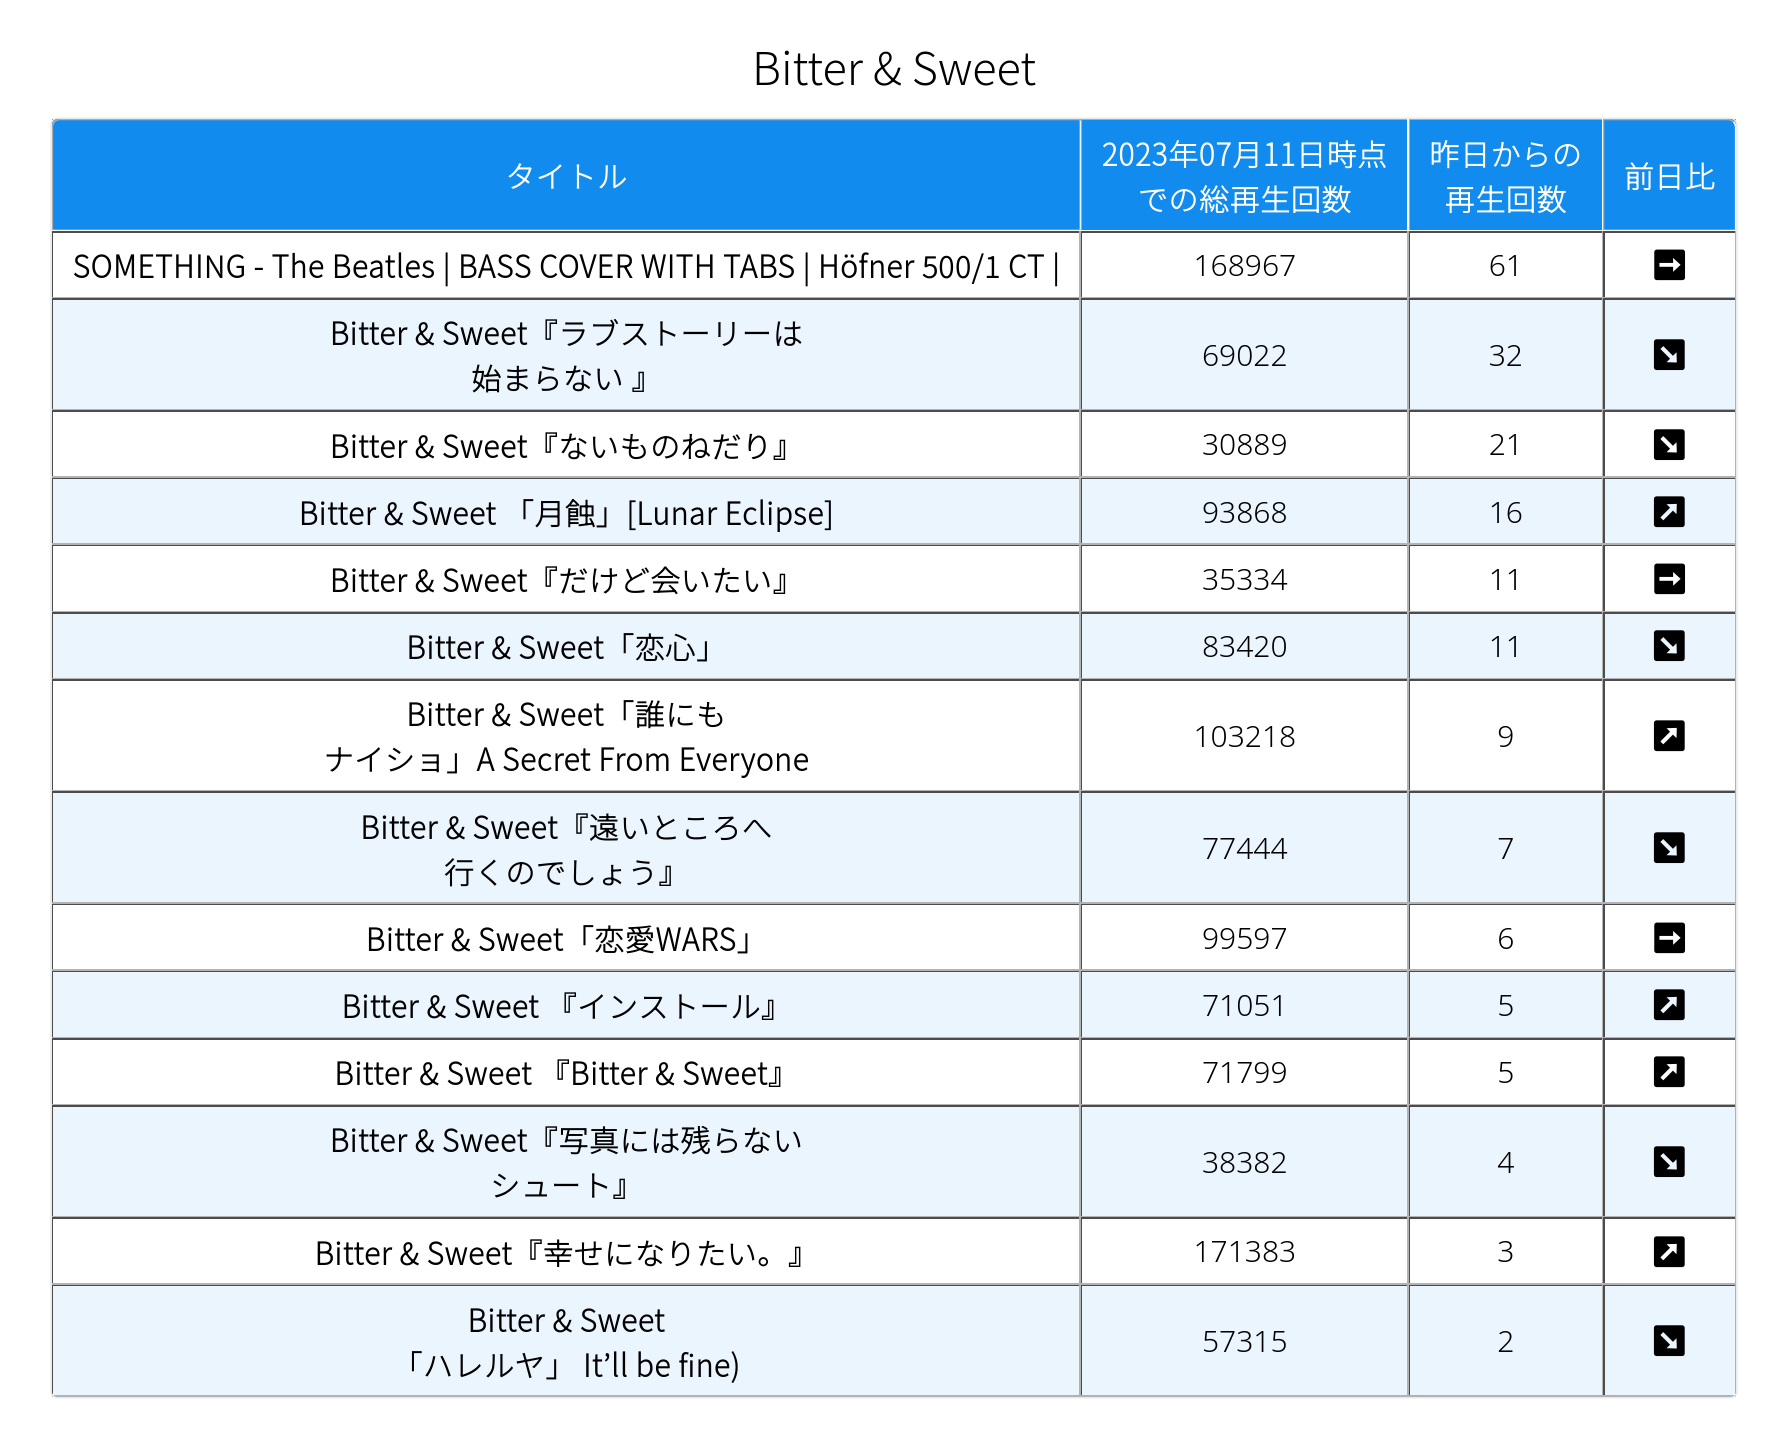 Bitter & Sweet
タイトル
2023年07月11日時点
での総再生回数
昨日からの
再生回数
前日比
SOMETHING - The Beatles | BASS COVER WITH TABS | Höfner 500/1 CT |
168967
61
Bitter & Sweet『ラブストーリーは
始まらない 』
69022
32
Bitter & Sweet『ないものねだり』
30889
21
Bitter & Sweet 「月蝕」[Lunar Eclipse]
93868
16
Bitter & Sweet『だけど会いたい』
35334
11
Bitter & Sweet「恋心」
83420
11
Bitter & Sweet「誰にも
ナイショ」A Secret From Everyone
103218
9
Bitter & Sweet『遠いところへ
行くのでしょう』
77444
7
Bitter & Sweet「恋愛WARS」
99597
6
Bitter & Sweet 『インストール』
71051
5
Bitter & Sweet 『Bitter & Sweet』
71799
5
Bitter & Sweet『写真には残らない
シュート』
38382
4
Bitter & Sweet『幸せになりたい。』
171383
3
Bitter & Sweet
「ハレルヤ」 It’ll be fine)
57315
2